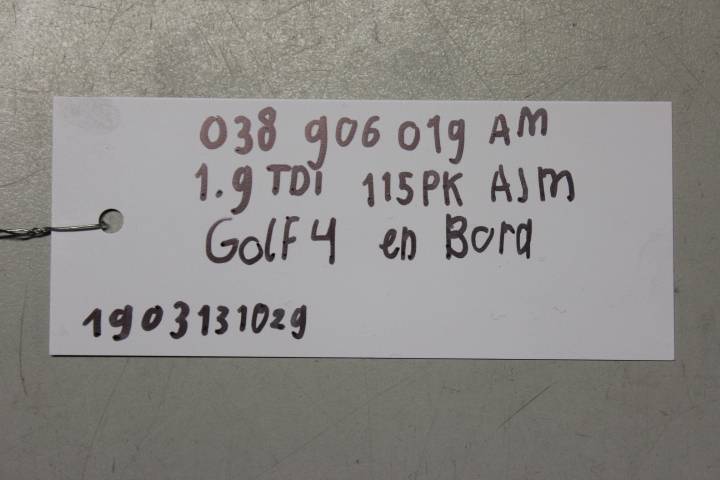 038 906 019 AM
1.9 TDI 115PK AJM
GolF 4 en Bora
1903131029